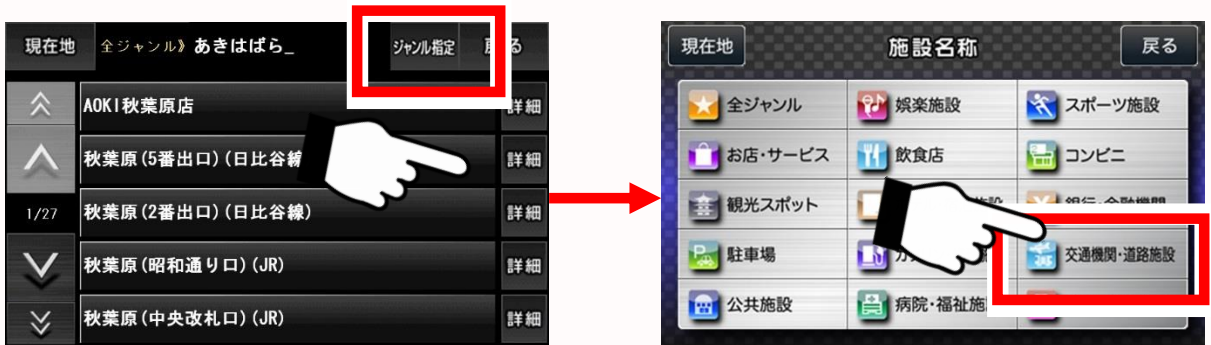 現在地 全ジャンル》あきはばら_ ジャンル指定
AOKI秋葉原店 詳細
秋葉原(5番出口)(日比谷線 詳細
1/27 秋葉原(2番出口)(日比谷線) 詳細
秋葉原(昭和通り口)(JR) 詳細
秋葉原(中央改札口)(JR) 詳細
現在地 施設名称 戻る
全ジャンル 娯楽施設 スポーツ施設
お店・サービス 飲食店 コンビニ
観光スポット
駐車場 交通機関・道路施設
公共施設 病院・福祉施